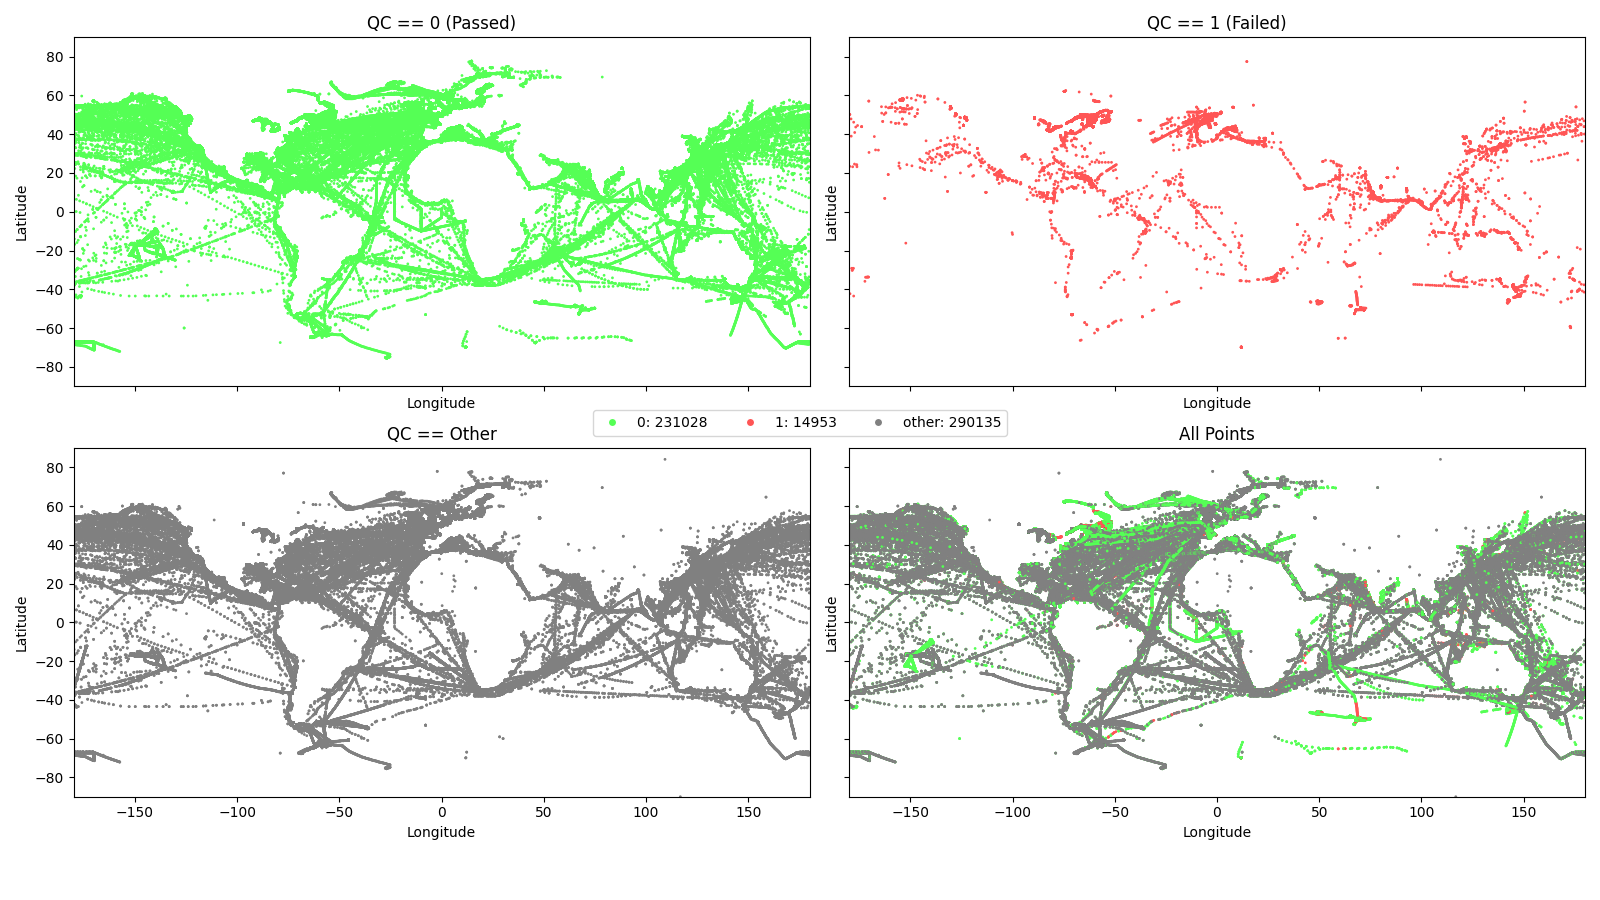 QC == 0 (Passed)
QC == 1 (Failed)
80
60
40
20
0
−20
−40
−60
−80
Latitude
Latitude
Longitude
Longitude
0: 231028
1: 14953
other: 290135
QC == Other
All Points
80
60
40
20
0
−20
−40
−60
−80
Latitude
Latitude
−150
−100
−50
0
50
100
150
−150
−100
−50
0
50
100
150
Longitude
Longitude